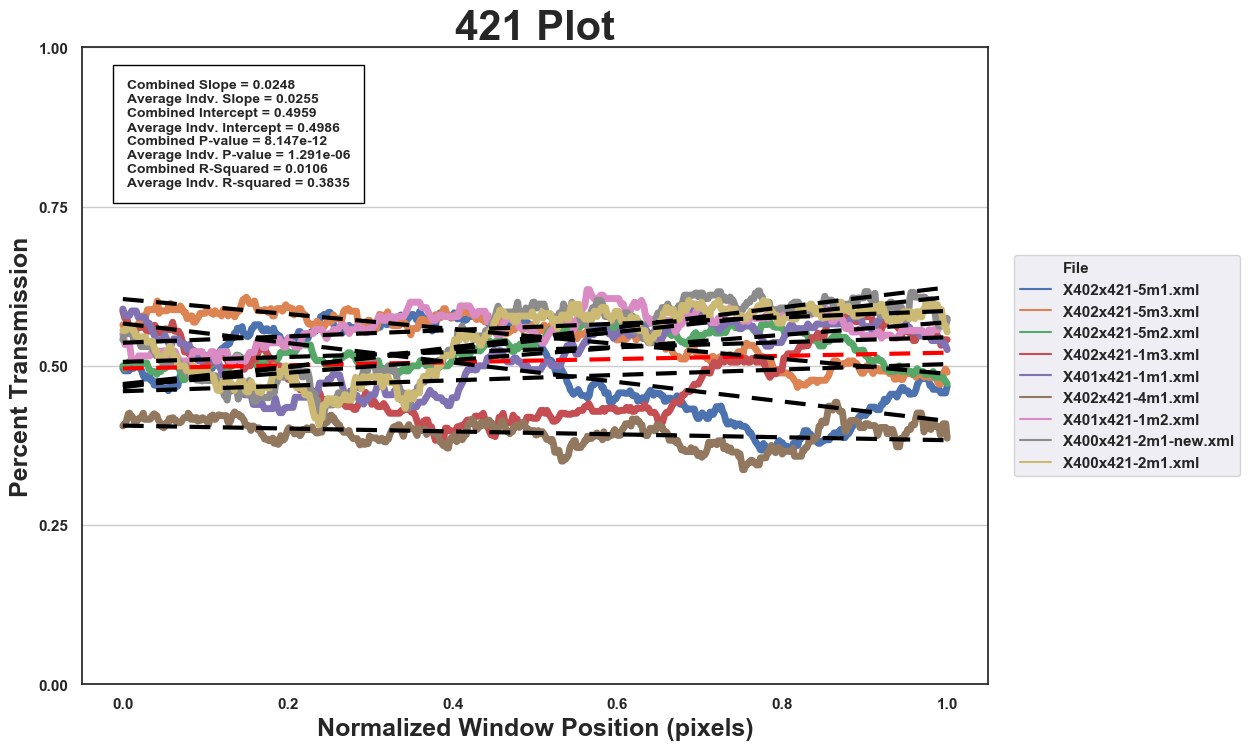 421 Plot
1.00
Combined Slope = 0.0248
Average Indv. Slope = 0.0255
Combined Intercept = 0.4959
Average Indv. Intercept = 0.4986
Combined P-value = 8.147e-12
Average Indv. P-value = 1.291e-06
Combined R-Squared = 0.0106
Average Indv. R-squared = 0.3835
0.75
Percent Transmission
0.50
0.25
0.00
0.0 0.2 0.4 0.6 0.8 1.0
Normalized Window Position (pixels)
File
X402x421-5m1.xml
X402x421-5m3.xml
X402x421-5m2.xml
X402x421-1m3.xml
X401x421-1m1.xml
X402x421-4m1.xml
X401x421-1m2.xml
X400x421-2m1-new.xml
X400x421-2m1.xml